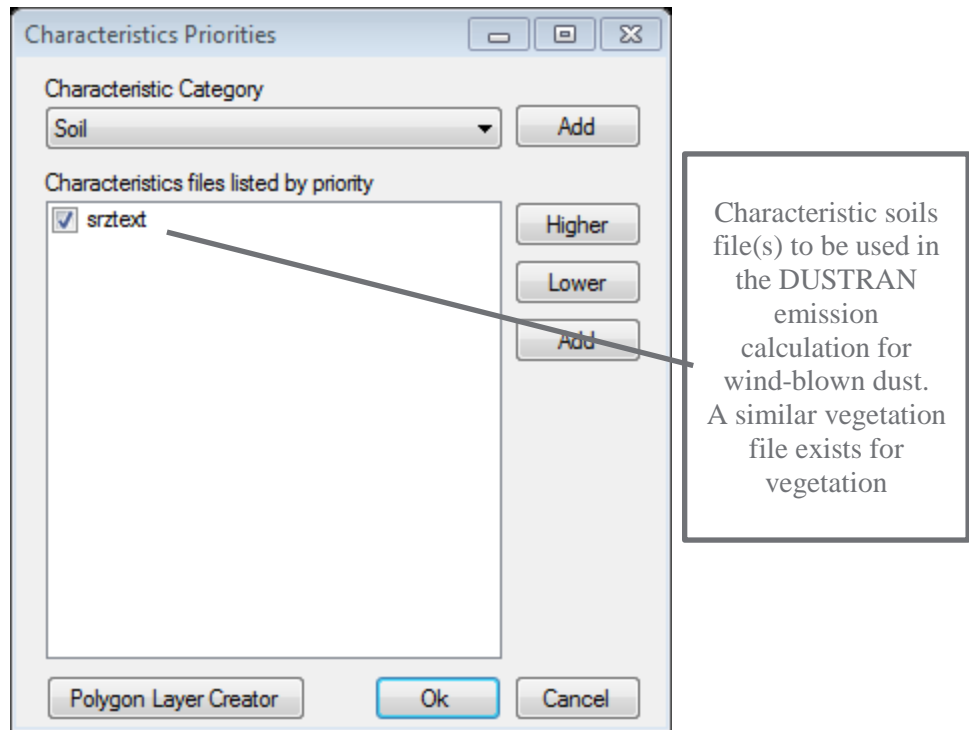 Characteristics Priorities
Characteristic Category
Soil
Add
Characteristics files listed by priority
srztext
Higher
Lower
Add
Polygon Layer Creator
Ok
Cancel
Characteristic soils
file(s) to be used in
the DUSTRAN
emission
calculation for
wind-blown dust.
A similar vegetation
file exists for
vegetation